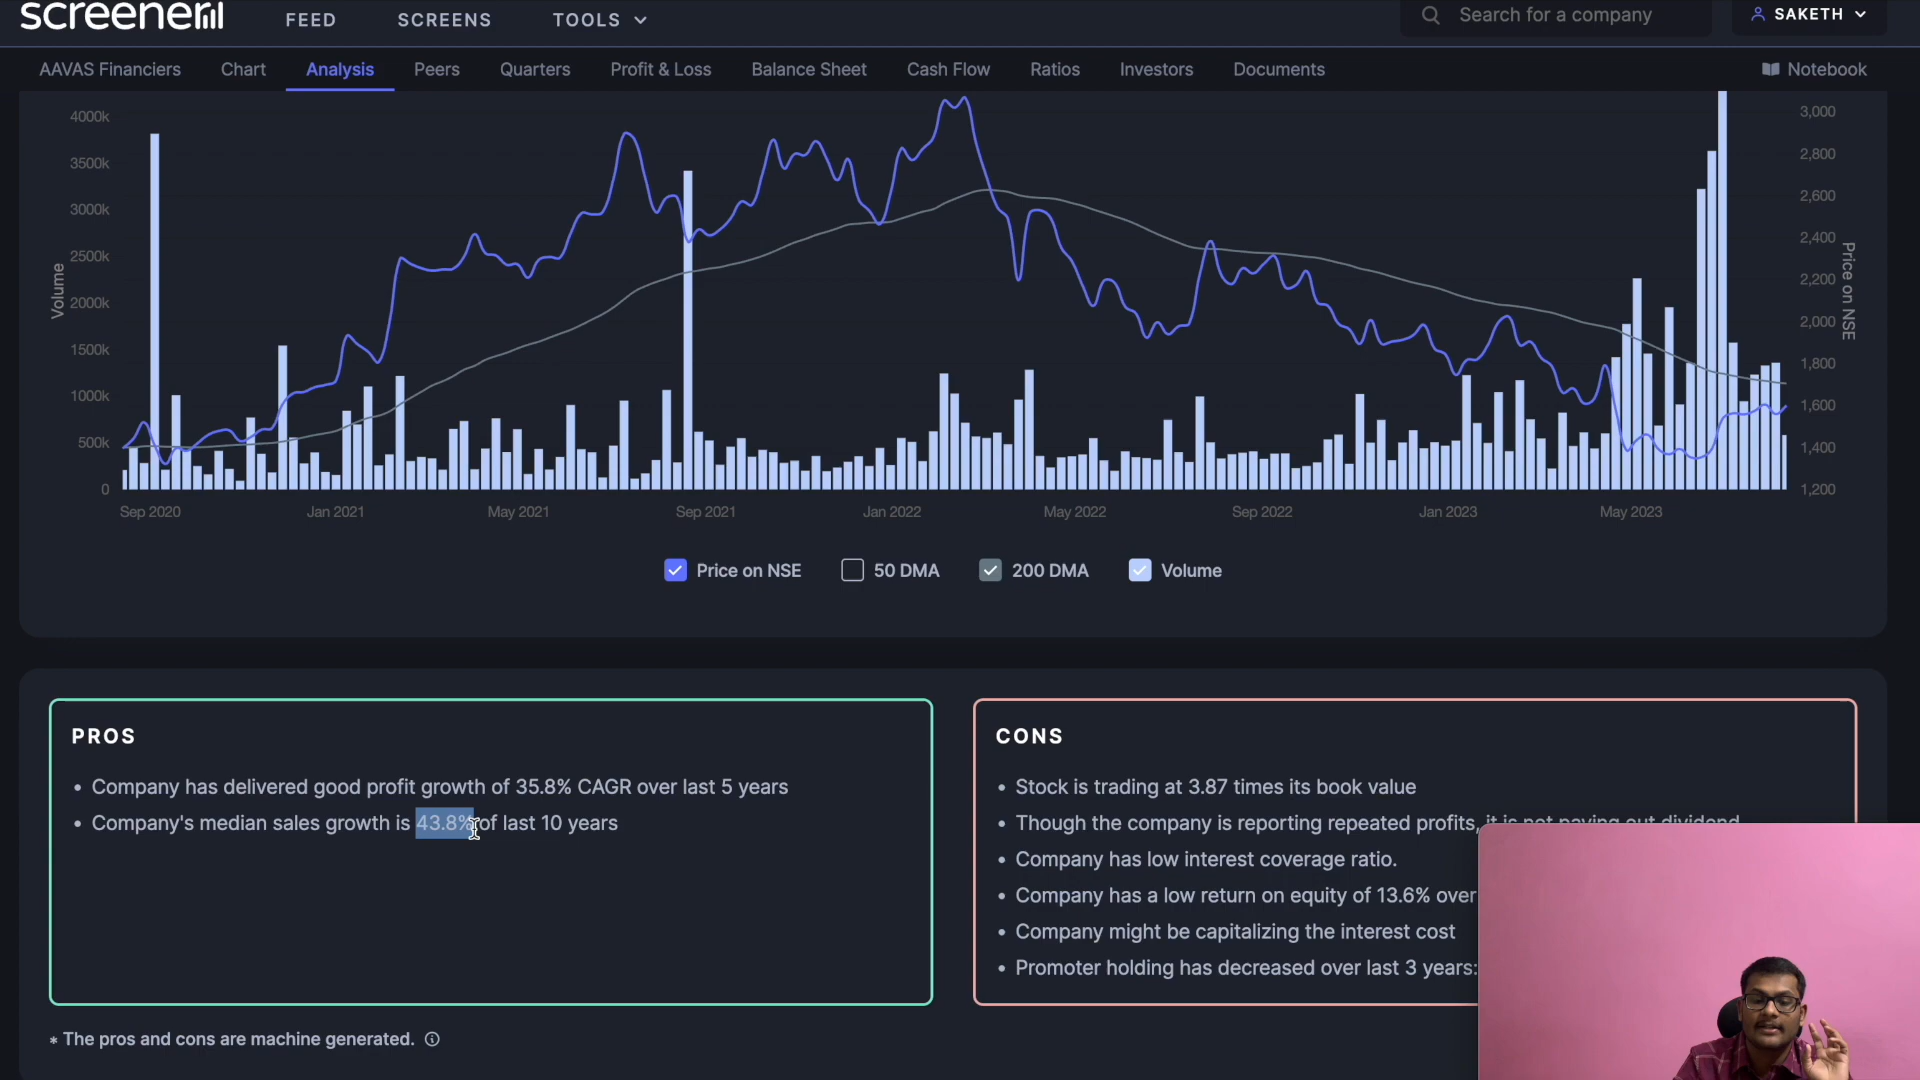 screener
FEED
SCREENS
TOOLS
Search for a company
SAKETH
AAVAS Financiers
Chart
Analysis
Peers
Quarters
Profit & Loss
Balance Sheet
Cash Flow
Ratios
Investors
Documents
Notebook
4000k
3500k
3000k
2500k
2000k
1500k
1000k
500k
0
Volume
3,000
2,800
2,600
2,400
2,200
2,000
1,800
1,600
1,400
1,200
Price on NSE
Sep 2020
Jan 2021
May 2021
Sep 2021
Jan 2022
May 2022
Sep 2022
Jan 2023
May 2023
Price on NSE
50 DMA
200 DMA
Volume
PROS
• Company has delivered good profit growth of 35.8% CAGR over last 5 years
• Company's median sales growth is 43.8% of last 10 years
CONS
• Stock is trading at 3.87 times its book value
• Though the company is reporting repeated profits, it is not paying out dividend
• Company has low interest coverage ratio.
• Company has a low return on equity of 13.6% over
• Company might be capitalizing the interest cost
• Promoter holding has decreased over last 3 years:
* The pros and cons are machine generated.